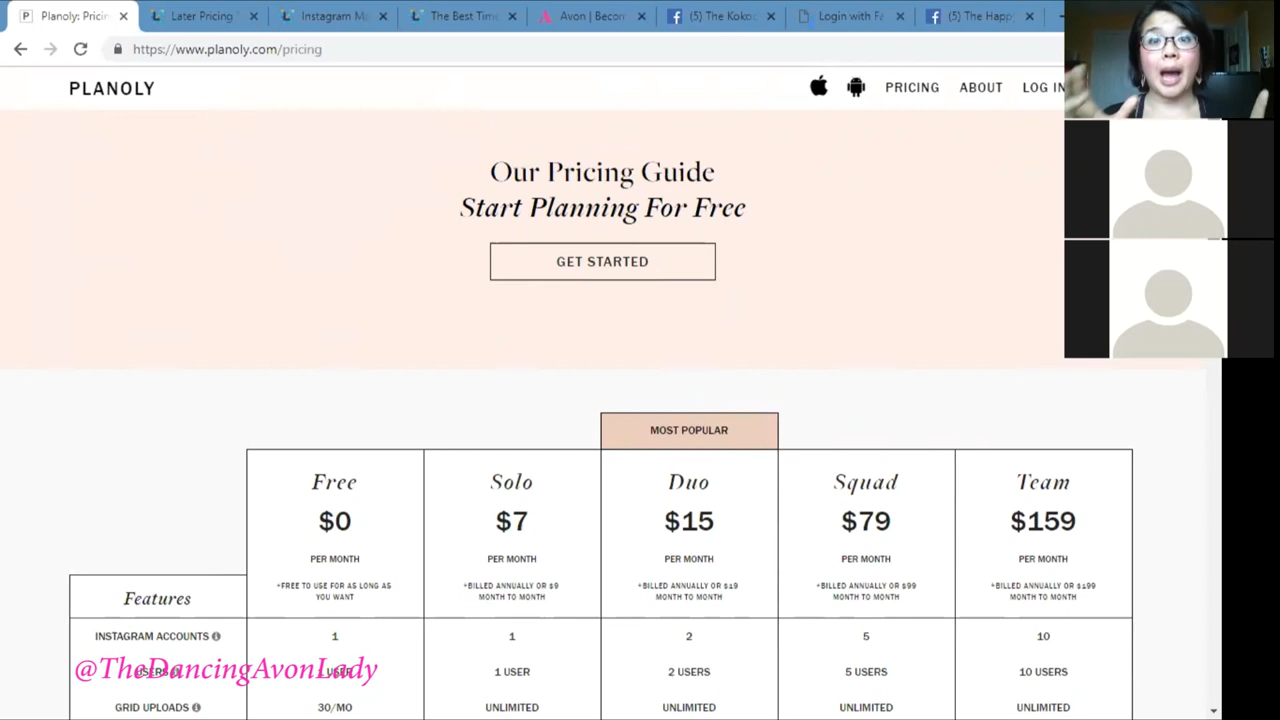 Planoly: Pricin
Later Pricing
Instagram M
The Best Time
Avon | Becom
(5) The Koko
Login with Fa
(5) The Happy
https://www.planoly.com/pricing
PLANOLY
PRICING
ABOUT
LOG IN
Our Pricing Guide
Start Planning For Free
GET STARTED
MOST POPULAR
Free
Solo
Duo
Squad
Team
$0
$7
$15
$79
$159
PER MONTH
PER MONTH
PER MONTH
PER MONTH
PER MONTH
*FREE TO USE FOR AS LONG AS
YOU WANT
*BILLED ANNUALLY OR $9
MONTH TO MONTH
*BILLED ANNUALLY OR $19
MONTH TO MONTH
*BILLED ANNUALLY OR $99
MONTH TO MONTH
*BILLED ANNUALLY OR $199
MONTH TO MONTH
Features
INSTAGRAM ACCOUNTS
1
1
2
5
10
@TheDancingAvonLady
USERS
1 USER
1 USER
2 USERS
5 USERS
10 USERS
GRID UPLOADS
30/MO
UNLIMITED
UNLIMITED
UNLIMITED
UNLIMITED